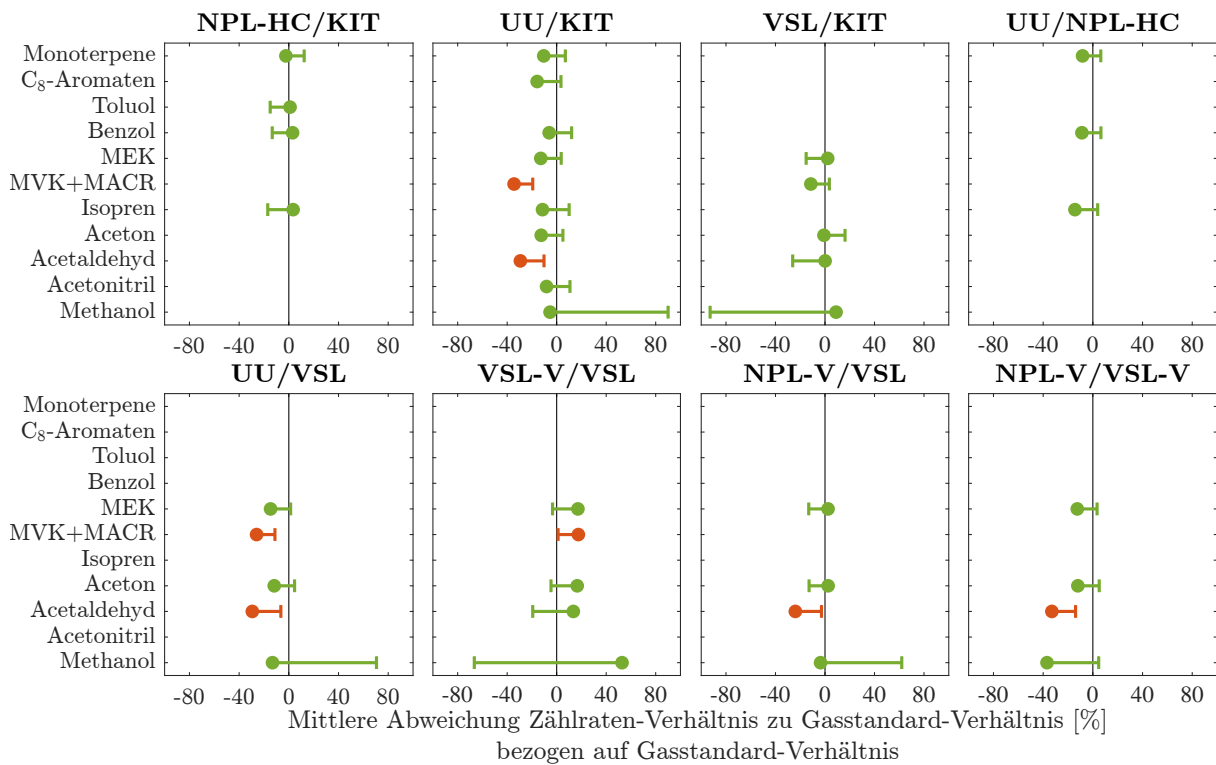 NPL-HC/KIT UU/KIT VSL/KIT UU/NPL-HC
Monoterpene
C₈-Aromaten
Toluol
Benzol
MEK
MVK+MACR
Isopren
Aceton
Acetaldehyd
Acetonitril
Methanol
-80 -40 0 40 80 -80 -40 0 40 80 -80 -40 0 40 80 -80 -40 0 40 80
UU/VSL VSL-V/VSL NPL-V/VSL NPL-V/VSL-V
Monoterpene
C₈-Aromaten
Toluol
Benzol
MEK
MVK+MACR
Isopren
Aceton
Acetaldehyd
Acetonitril
Methanol
-80 -40 0 40 80 -80 -40 0 40 80 -80 -40 0 40 80 -80 -40 0 40 80
Mittlere Abweichung Zählraten-Verhältnis zu Gasstandard-Verhältnis [%]
bezogen auf Gasstandard-Verhältnis